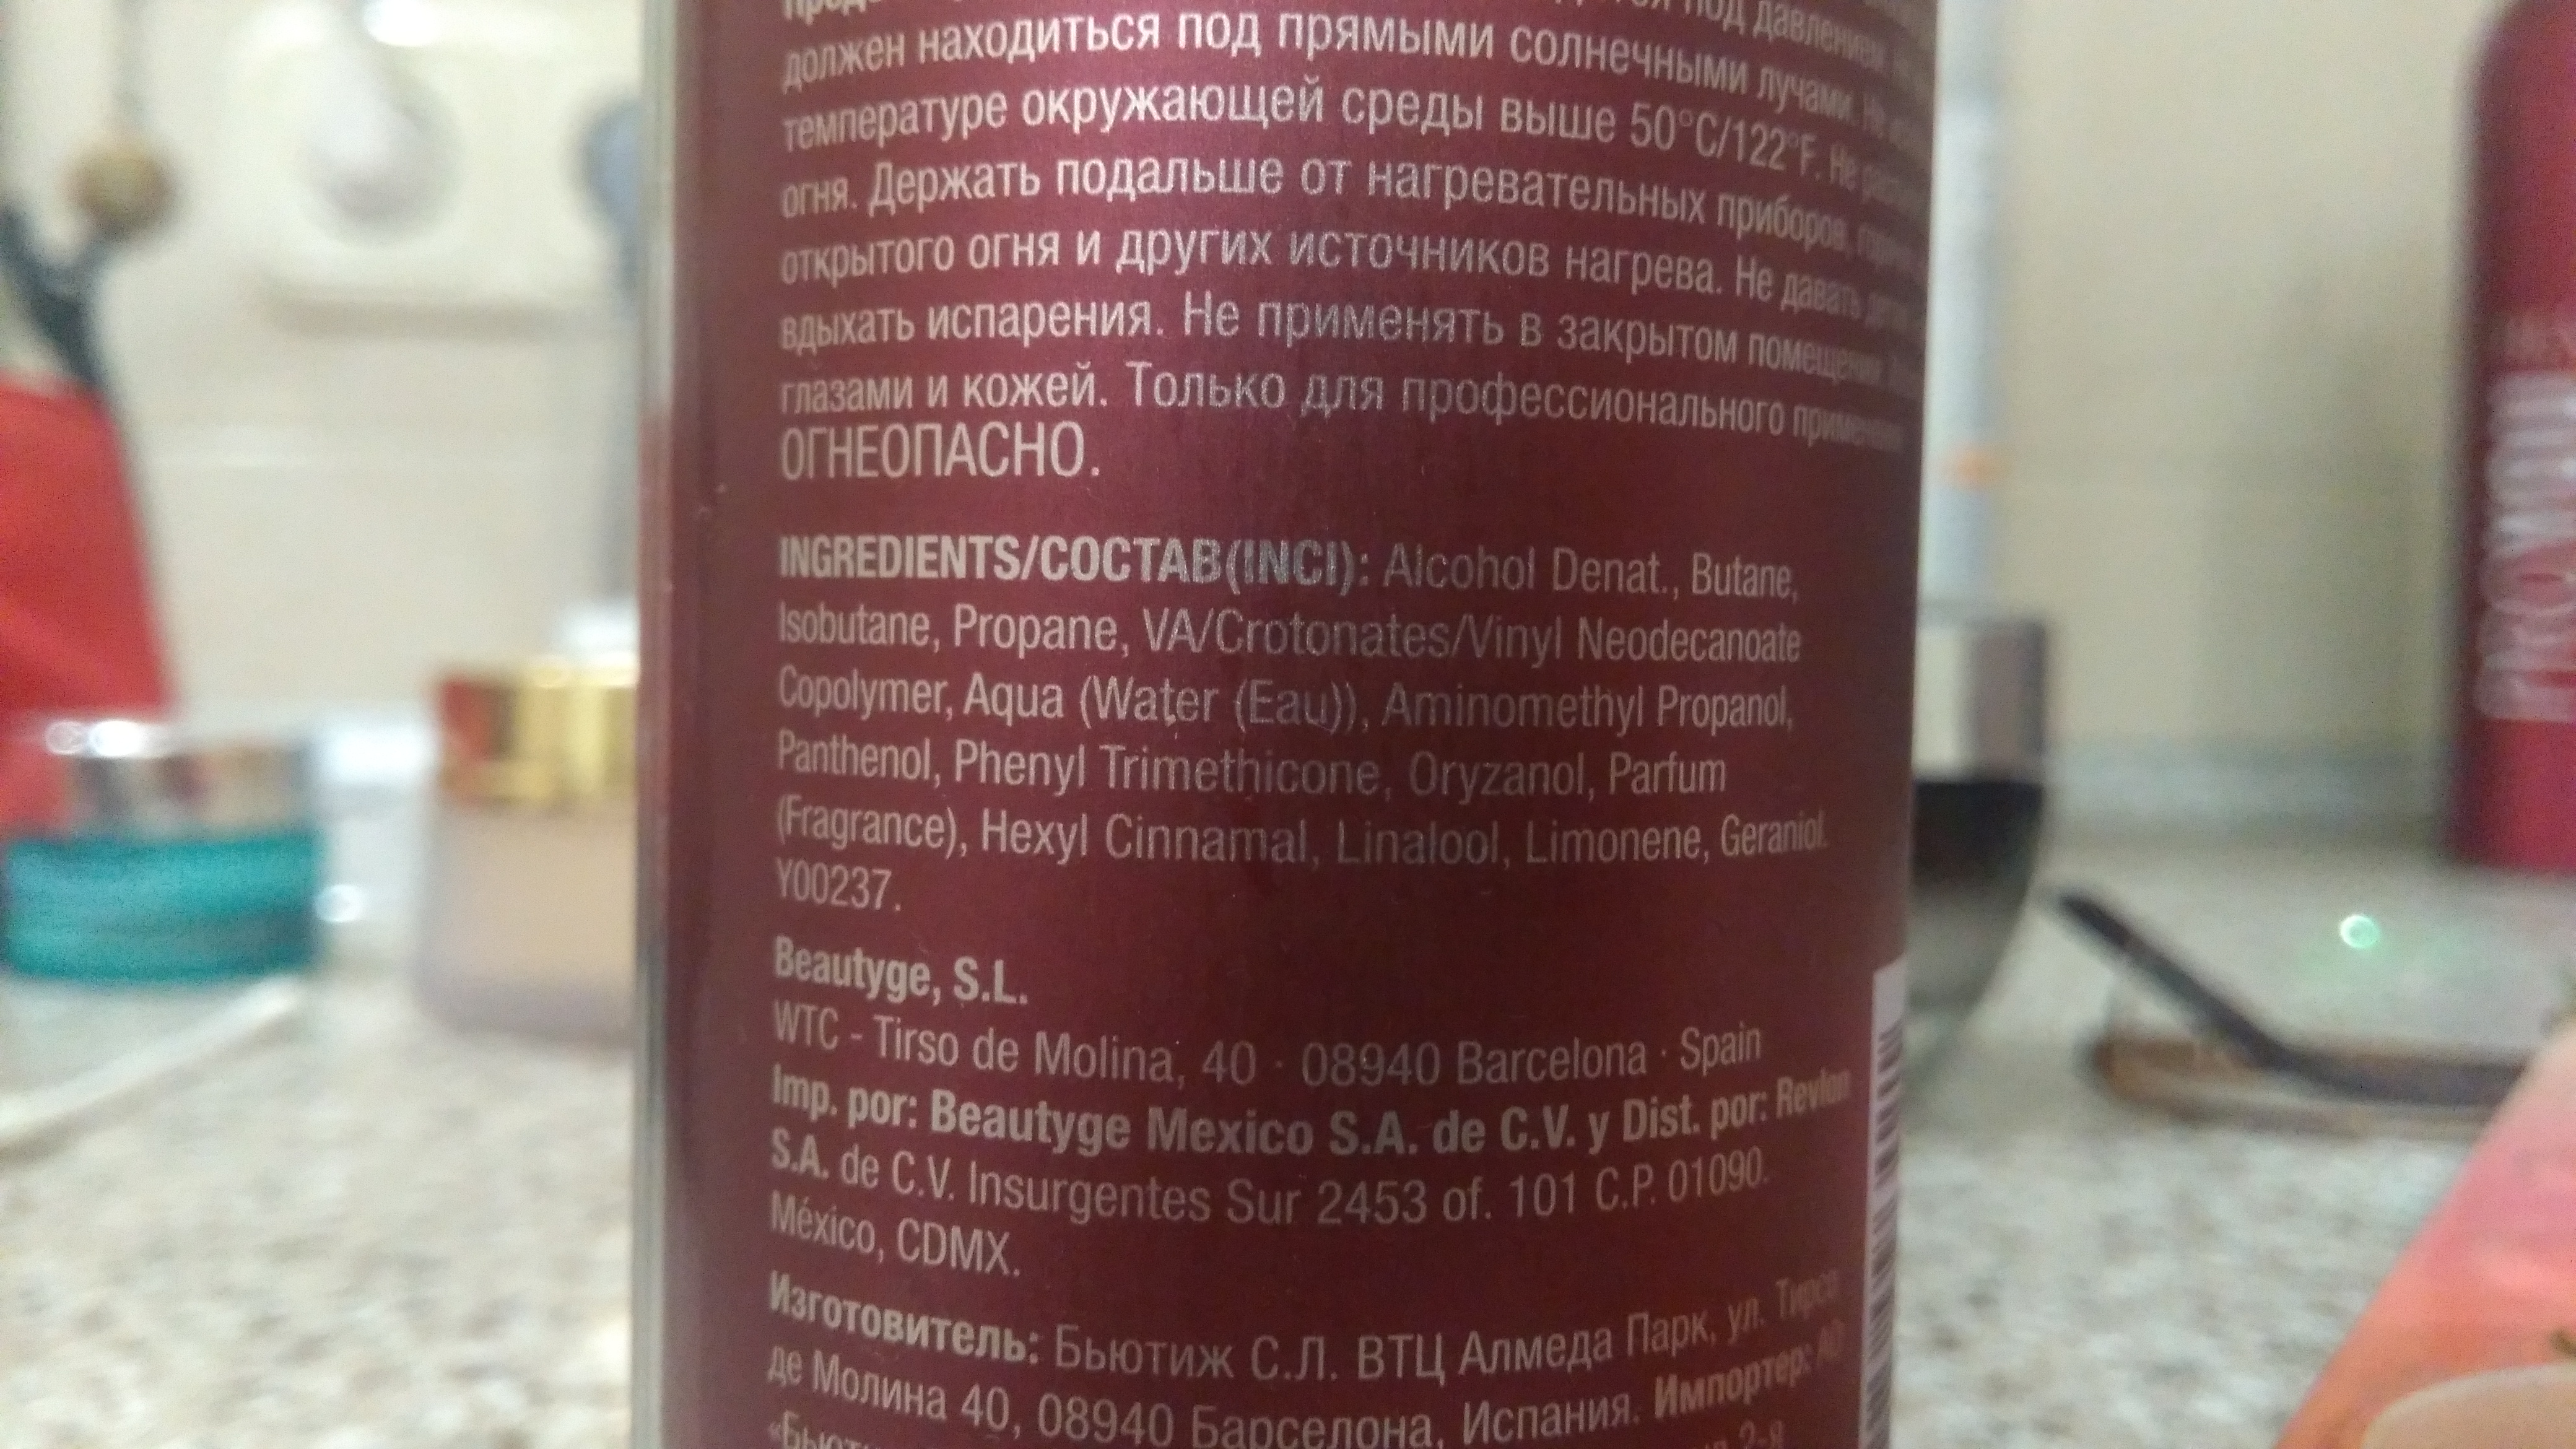 должен находиться под прямыми солнечными лучами. Не
температуре окружающей среды выше 50°C/122°F. Не
огня. Держать подальше от нагревательных приборов,
открытого огня и других источников нагрева. Не давать
вдыхать испарения. Не применять в закрытом помещении.
глазами и кожей. Только для профессионального применения
ОГНЕОПАСНО.
INGREDIENTS/СОСТАВ(INCI): Alcohol Denat., Butane,
Isobutane, Propane, VA/Crotonates/Vinyl Neodecanoate
Copolymer, Aqua (Water (Eau)), Aminomethyl Propanol,
Panthenol, Phenyl Trimethicone, Oryzanol, Parfum
(Fragrance), Hexyl Cinnamal, Linalool, Limonene, Geraniol.
Y00237.
Beautyge, S.L.
WTC - Tirso de Molina, 40 · 08940 Barcelona · Spain
Imp. por: Beautyge Mexico S.A. de C.V. y Dist. por: Revlon
S.A. de C.V. Insurgentes Sur 2453 of. 101 C.P. 01090.
México, CDMX.
Изготовитель: Бьютиж С.Л. ВТЦ Алмеда Парк, ул. Тирсо
де Молина 40, 08940 Барселона, Испания. Импортер: АО